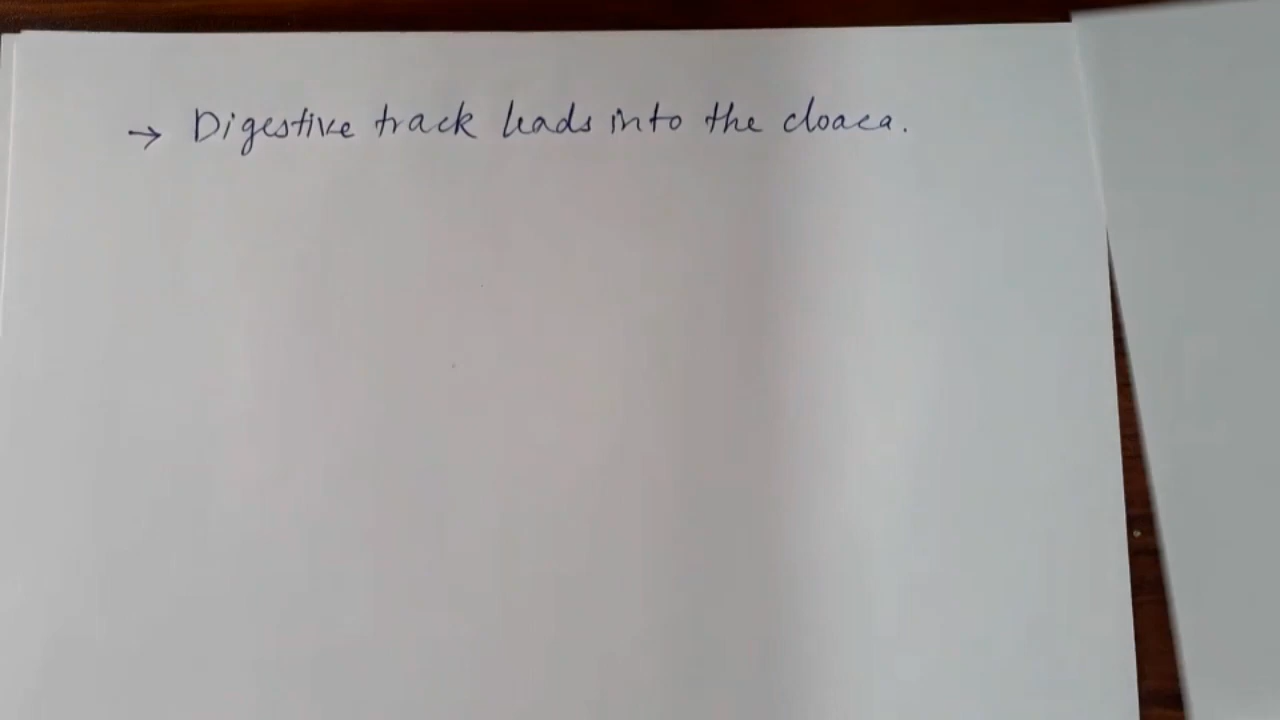 → Digestive track leads into the cloaca.